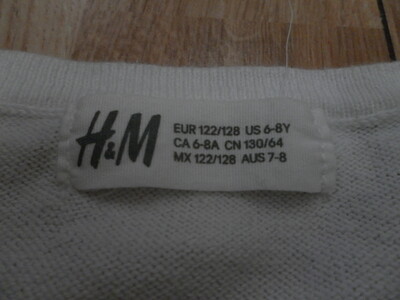 H&M
EUR 122/128 US 6-8Y
CA 6-8A CN 130/64
MX 122/128 AUS 7-8